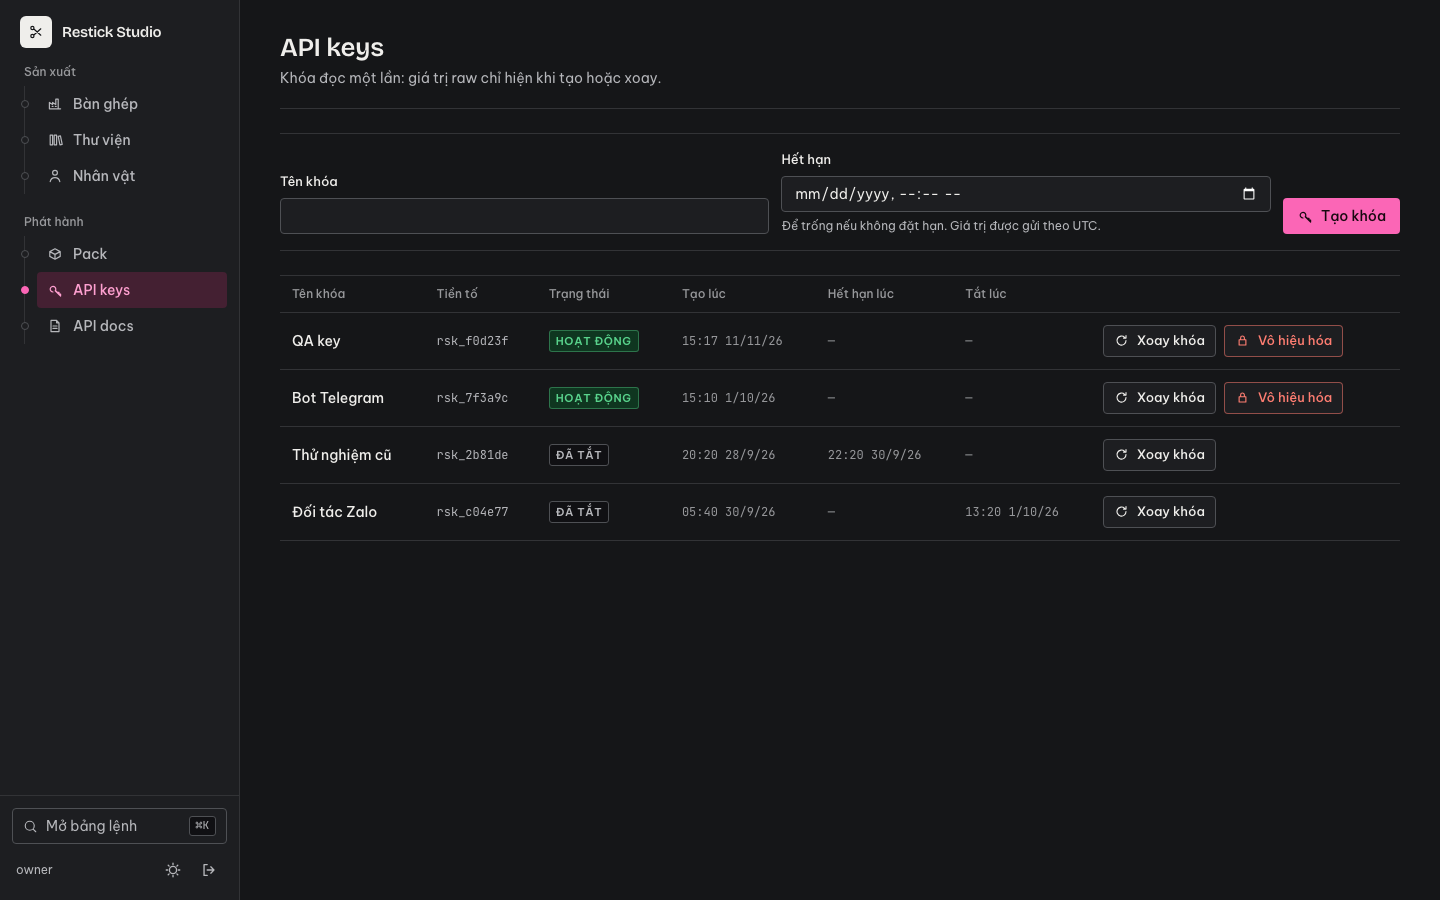 Restick Studio
Sản xuất
Bàn ghép
Thư viện
Nhân vật
Phát hành
Pack
API keys
API docs
Mở bảng lệnh ⌘K
owner
API keys
Khóa đọc một lần: giá trị raw chỉ hiện khi tạo hoặc xoay.
Tên khóa
Hết hạn
mm/dd/yyyy, --:-- --
Để trống nếu không đặt hạn. Giá trị được gửi theo UTC.
Tạo khóa
Tên khóa Tiền tố Trạng thái Tạo lúc Hết hạn lúc Tắt lúc
QA key rsk_f0d23f HOẠT ĐỘNG 15:17 11/11/26 — — Xoay khóa Vô hiệu hóa
Bot Telegram rsk_7f3a9c HOẠT ĐỘNG 15:10 1/10/26 — — Xoay khóa Vô hiệu hóa
Thử nghiệm cũ rsk_2b81de ĐÃ TẮT 20:20 28/9/26 22:20 30/9/26 — Xoay khóa
Đối tác Zalo rsk_c04e77 ĐÃ TẮT 05:40 30/9/26 — 13:20 1/10/26 Xoay khóa